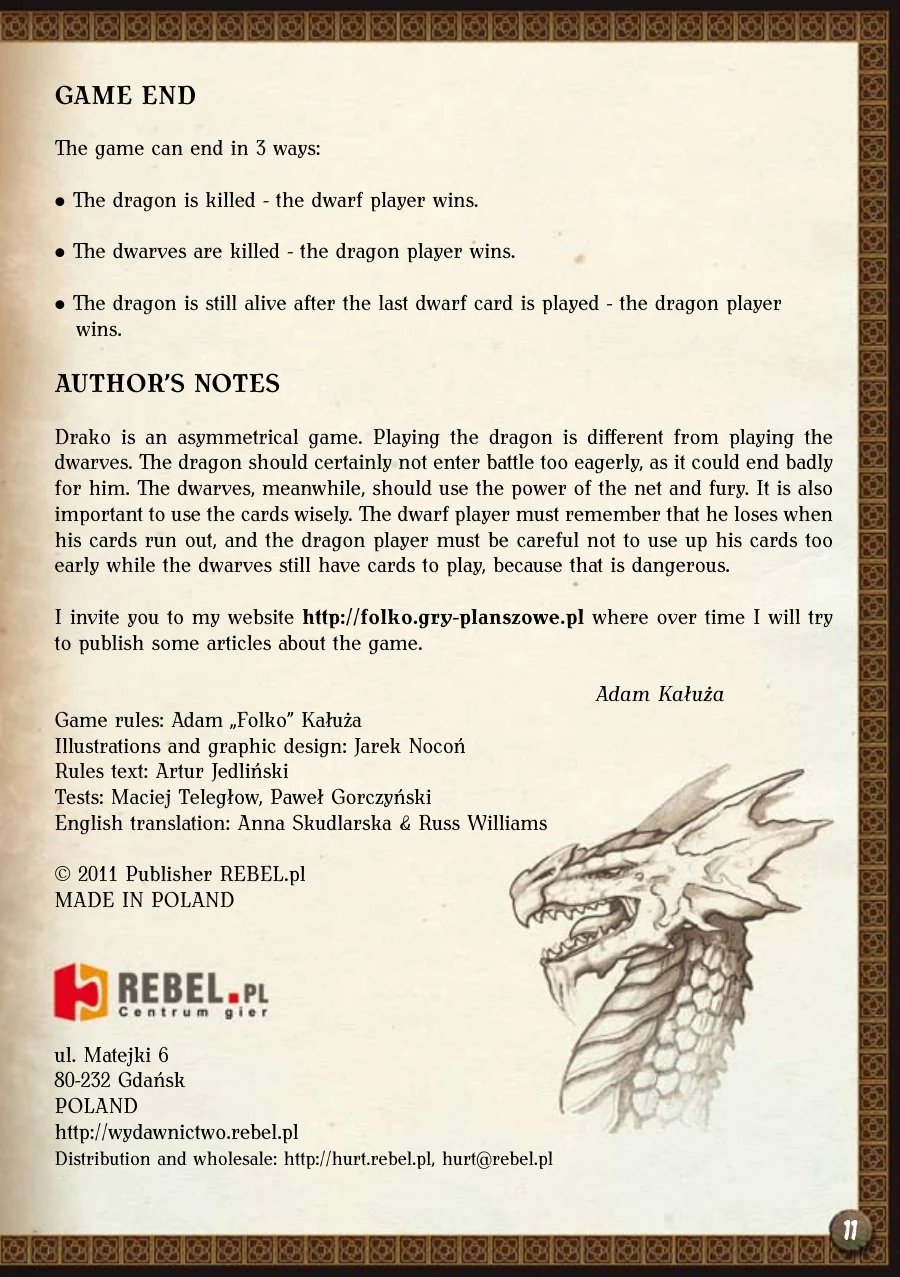 GAME END
The game can end in 3 ways:
• The dragon is killed - the dwarf player wins.
• The dwarves are killed - the dragon player wins.
• The dragon is still alive after the last dwarf card is played - the dragon player
wins.
AUTHOR'S NOTES
Drako is an asymmetrical game. Playing the dragon is different from playing the
dwarves. The dragon should certainly not enter battle too eagerly, as it could end badly
for him. The dwarves, meanwhile, should use the power of the net and fury. It is also
important to use the cards wisely. The dwarf player must remember that he loses when
his cards run out, and the dragon player must be careful not to use up his cards too
early while the dwarves still have cards to play, because that is dangerous.
I invite you to my website http://folko.gry-planszowe.pl where over time I will try
to publish some articles about the game.
Adam Kałuża
Game rules: Adam „Folko” Kałuża
Illustrations and graphic design: Jarek Nocoń
Rules text: Artur Jedliński
Tests: Maciej Teległow, Paweł Gorczyński
English translation: Anna Skudlarska & Russ Williams
© 2011 Publisher REBEL.pl
MADE IN POLAND
REBEL.PL
Centrum gier
ul. Matejki 6
80-232 Gdańsk
POLAND
http://wydawnictwo.rebel.pl
Distribution and wholesale: http://hurt.rebel.pl, hurt@rebel.pl
11